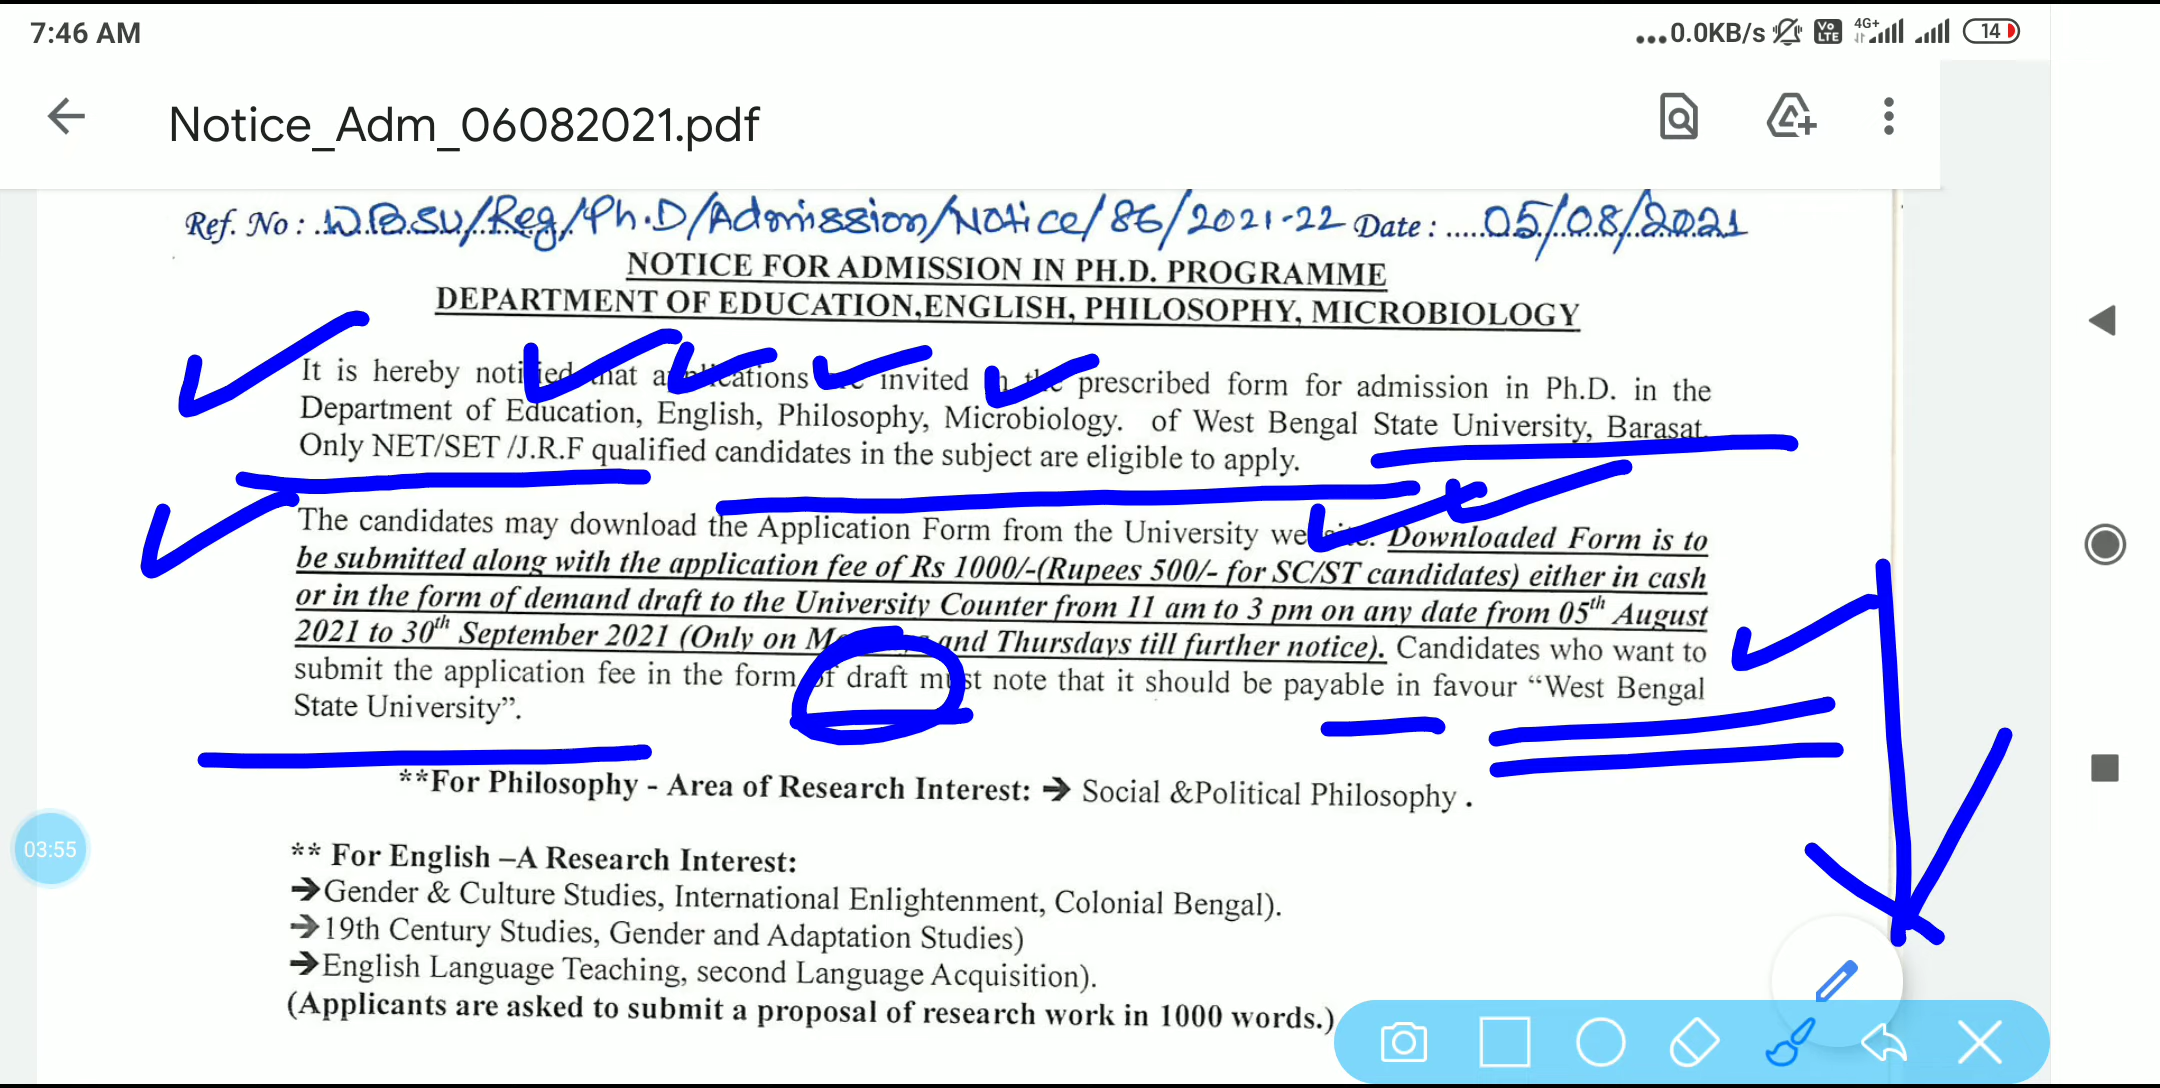 7:46 AM
...0.0KB/s Vo LTE 4G+ 14
Notice_Adm_06082021.pdf
Ref. No : WBSU/Reg/Ph.D/Admission/Notice/86/2021-22 Date : 05/08/2021
NOTICE FOR ADMISSION IN PH.D. PROGRAMME
DEPARTMENT OF EDUCATION,ENGLISH, PHILOSOPHY, MICROBIOLOGY
It is hereby notified that applications invited the prescribed form for admission in Ph.D. in the
Department of Education, English, Philosophy, Microbiology. of West Bengal State University, Barasat.
Only NET/SET /J.R.F qualified candidates in the subject are eligible to apply.
The candidates may download the Application Form from the University Downloaded Form is to
be submitted along with the application fee of Rs 1000/-(Rupees 500/- for SC/ST candidates) either in cash
or in the form of demand draft to the University Counter from 11 am to 3 pm on any date from 05th August
2021 to 30th September 2021 (Only on and Thursdays till further notice). Candidates who want to
submit the application fee in the form of draft must note that it should be payable in favour “West Bengal
State University”.
**For Philosophy - Area of Research Interest: ➔ Social &Political Philosophy .
** For English –A Research Interest:
➔Gender & Culture Studies, International Enlightenment, Colonial Bengal).
➔19th Century Studies, Gender and Adaptation Studies)
➔English Language Teaching, second Language Acquisition).
(Applicants are asked to submit a proposal of research work in 1000 words.)
03:55